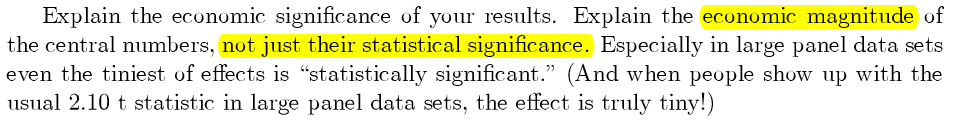 Explain the economic significance of your results. Explain the economic magnitude of
the central numbers, not just their statistical significance. Especially in large panel data sets
even the tiniest of effects is “statistically significant.” (And when people show up with the
usual 2.10 t statistic in large panel data sets, the effect is truly tiny!)